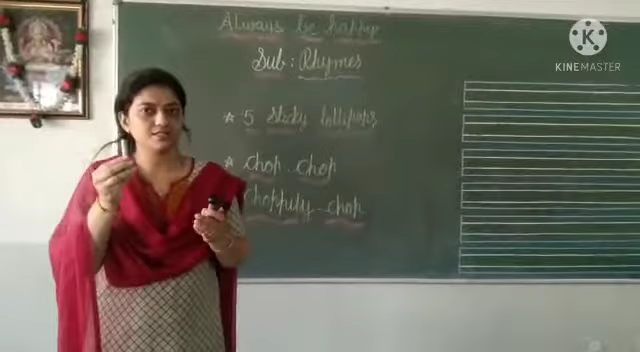 Always be happy
Sub: Rhymes
* 5 Sticky lollipops
* Chop Chop
Choppity - chop
KINEMASTER